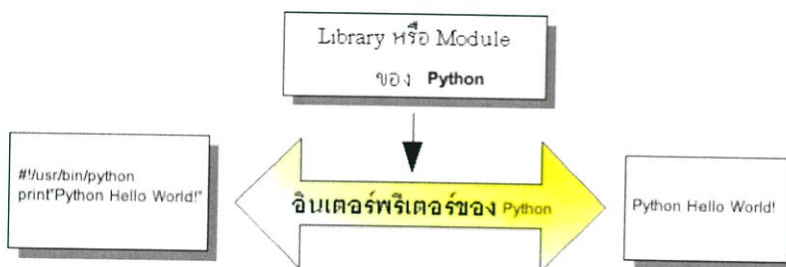 Library หรือ Module
ของ Python
#!/usr/bin/python
print"Python Hello World!"
อินเตอร์พรีเตอร์ของ Python
Python Hello World!